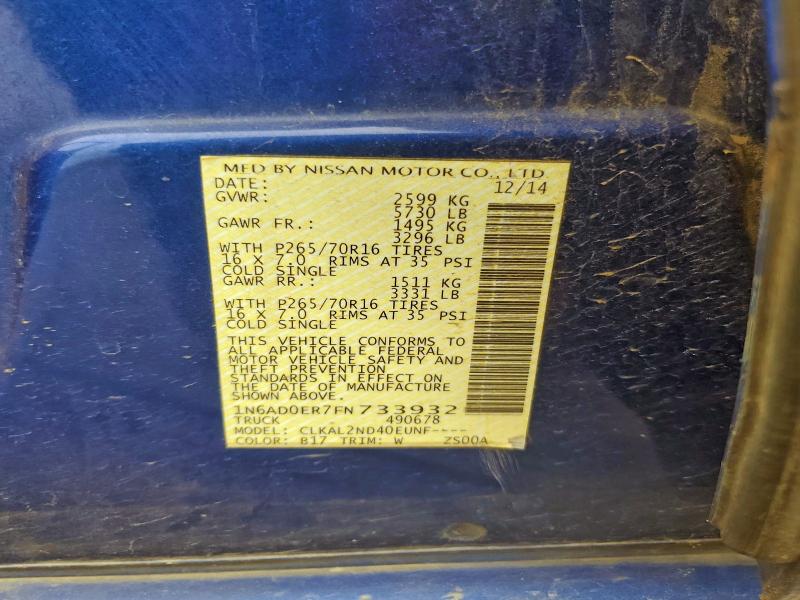 MFD BY NISSAN MOTOR CO., LTD.
DATE: 12/14
GVWR: 2599 KG
5730 LB
GAWR FR.: 1495 KG
3296 LB
WITH P265/70R16 TIRES
16 X 7.0 RIMS AT 35 PSI
COLD SINGLE
GAWR RR.: 1511 KG
3331 LB
WITH P265/70R16 TIRES
16 X 7.0 RIMS AT 35 PSI
COLD SINGLE
THIS VEHICLE CONFORMS TO
ALL APPLICABLE FEDERAL
MOTOR VEHICLE SAFETY AND
THEFT PREVENTION
STANDARDS IN EFFECT ON
THE DATE OF MANUFACTURE
SHOWN ABOVE.
1N6AD0ER7FN733932
TRUCK 490678
MODEL: CLKAL2ND40EUNF----
COLOR: B17 TRIM: W ZS00A